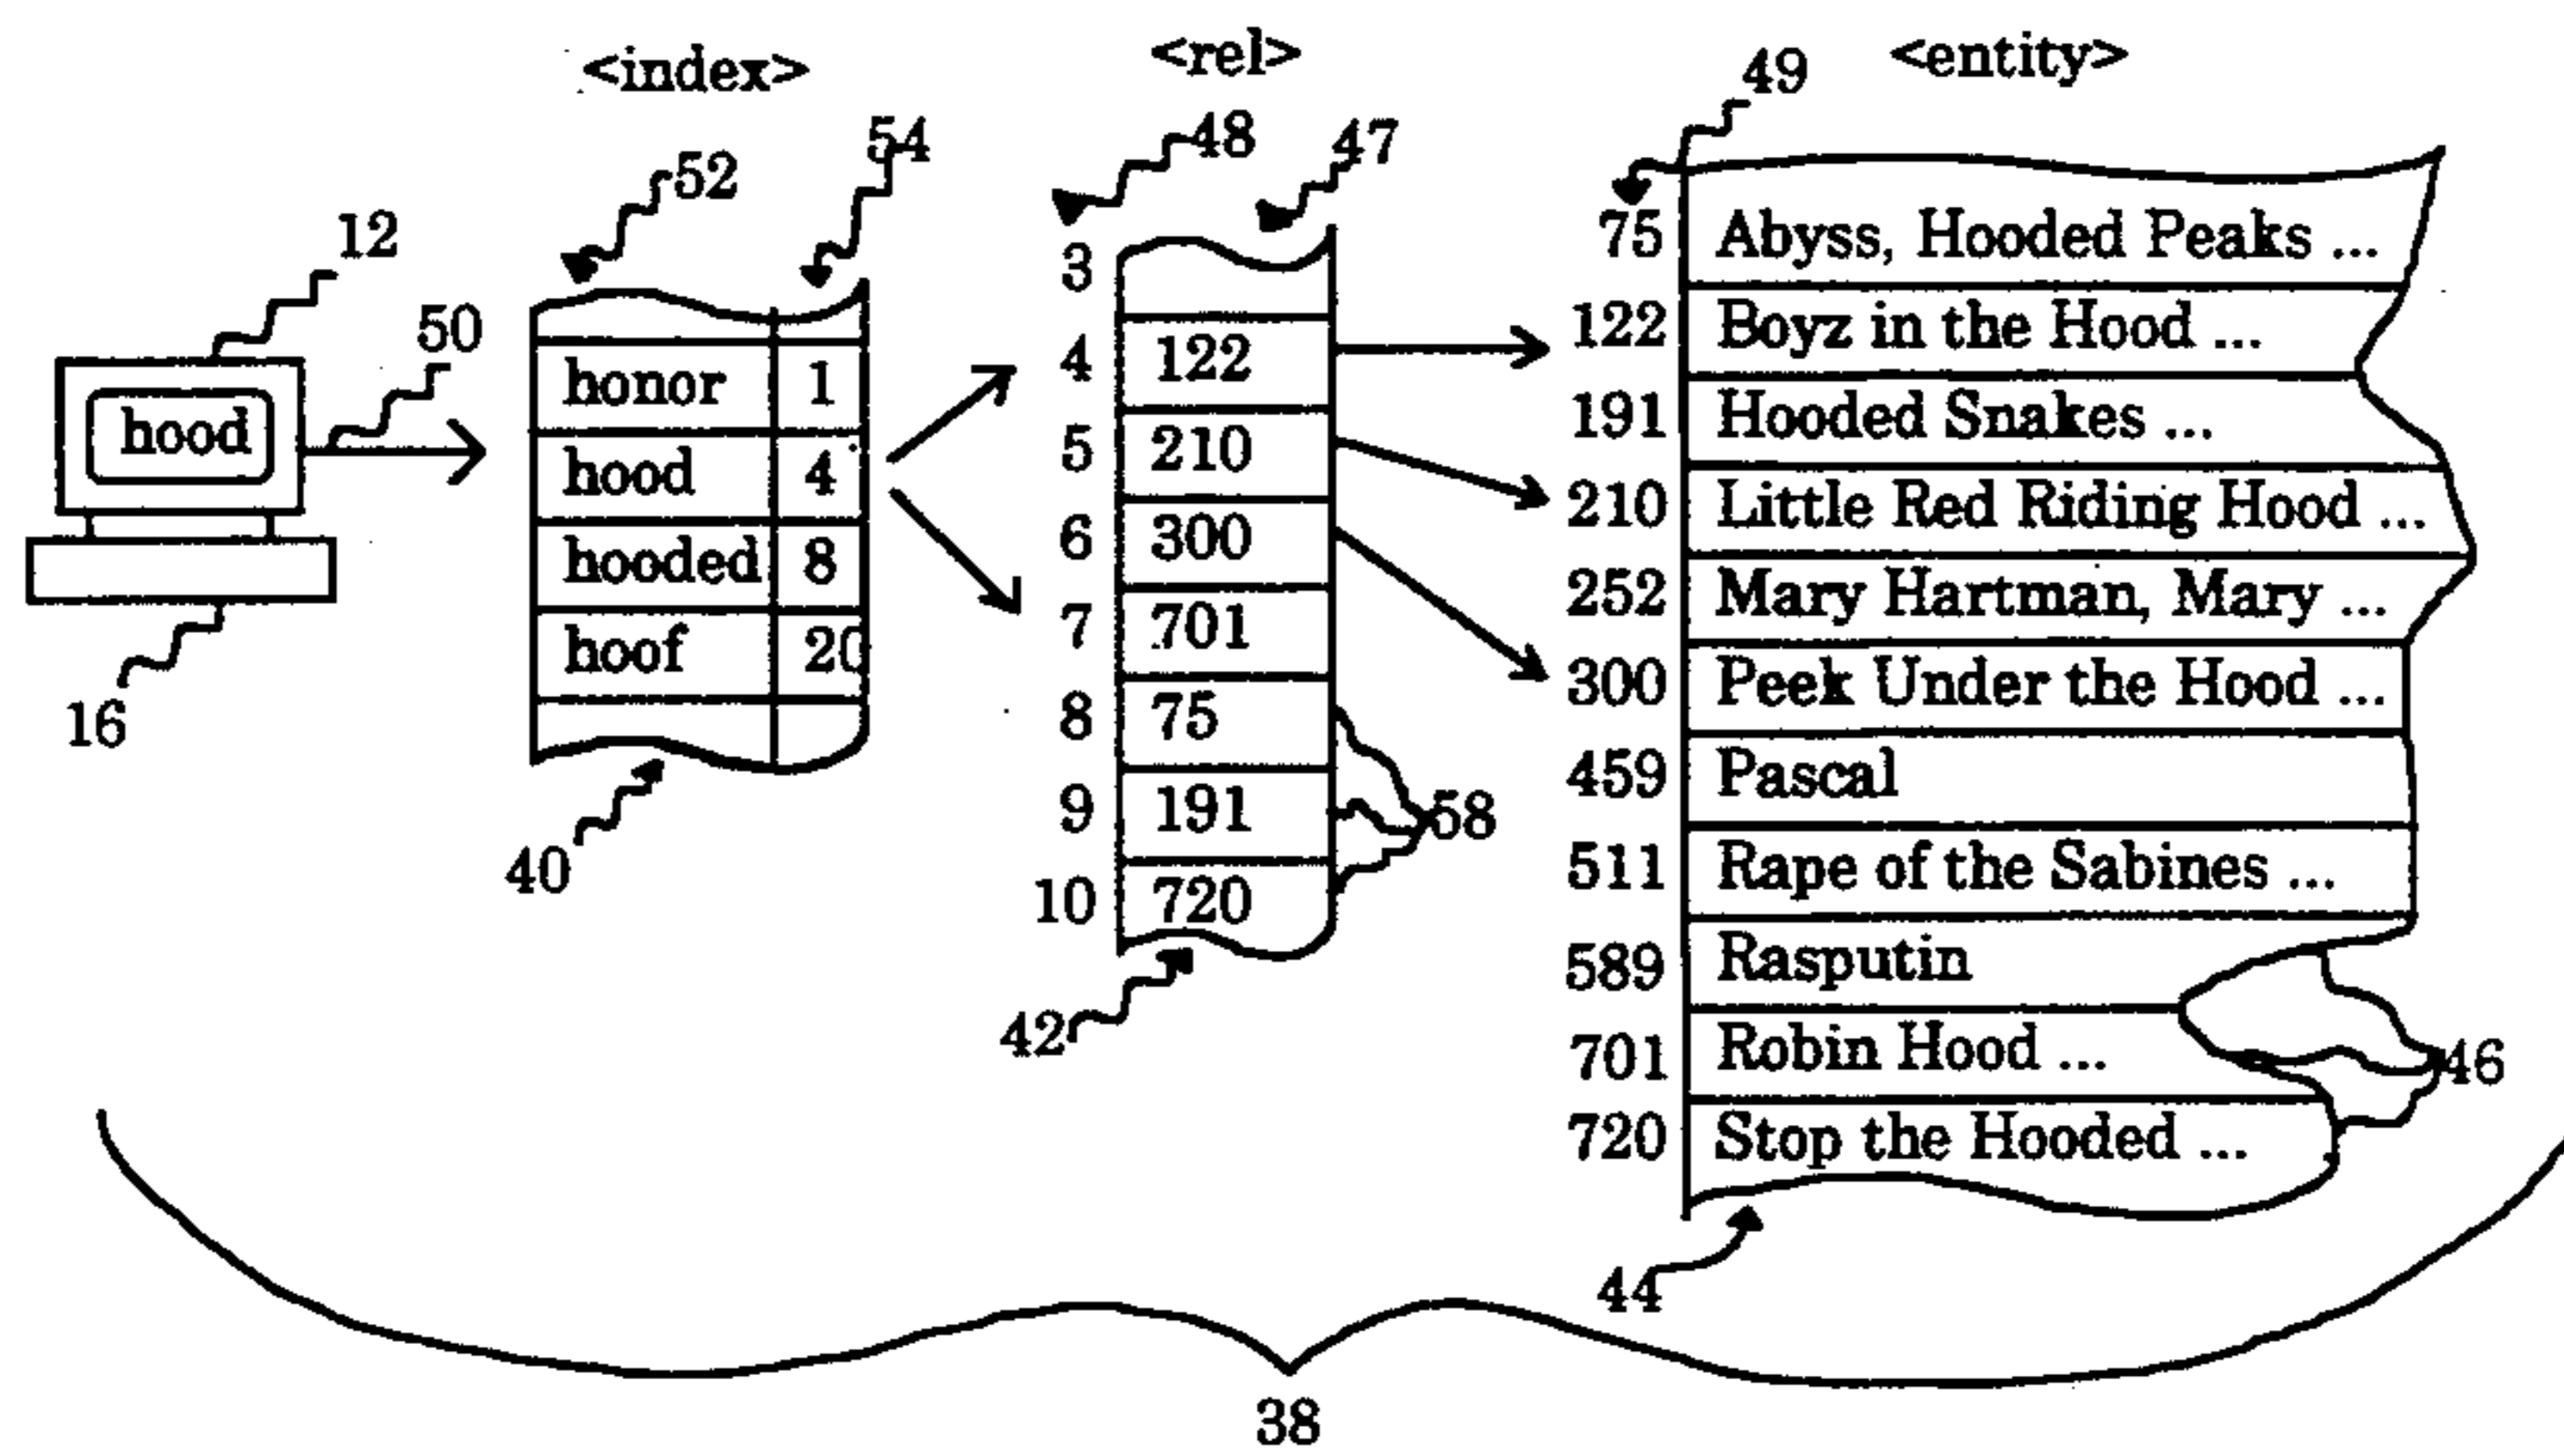 <index>
<rel>
<entity>
49
54
48
47
52
12
50
hood
16
honor 1
hood 4
hooded 8
hoof 20
40
3
4 122
5 210
6 300
7 701
8 75
9 191
10 720
58
42
75 Abyss, Hooded Peaks ...
122 Boyz in the Hood ...
191 Hooded Snakes ...
210 Little Red Riding Hood ...
252 Mary Hartman, Mary ...
300 Peek Under the Hood ...
459 Pascal
511 Rape of the Sabines ...
589 Rasputin
701 Robin Hood ...
720 Stop the Hooded ...
46
44
38